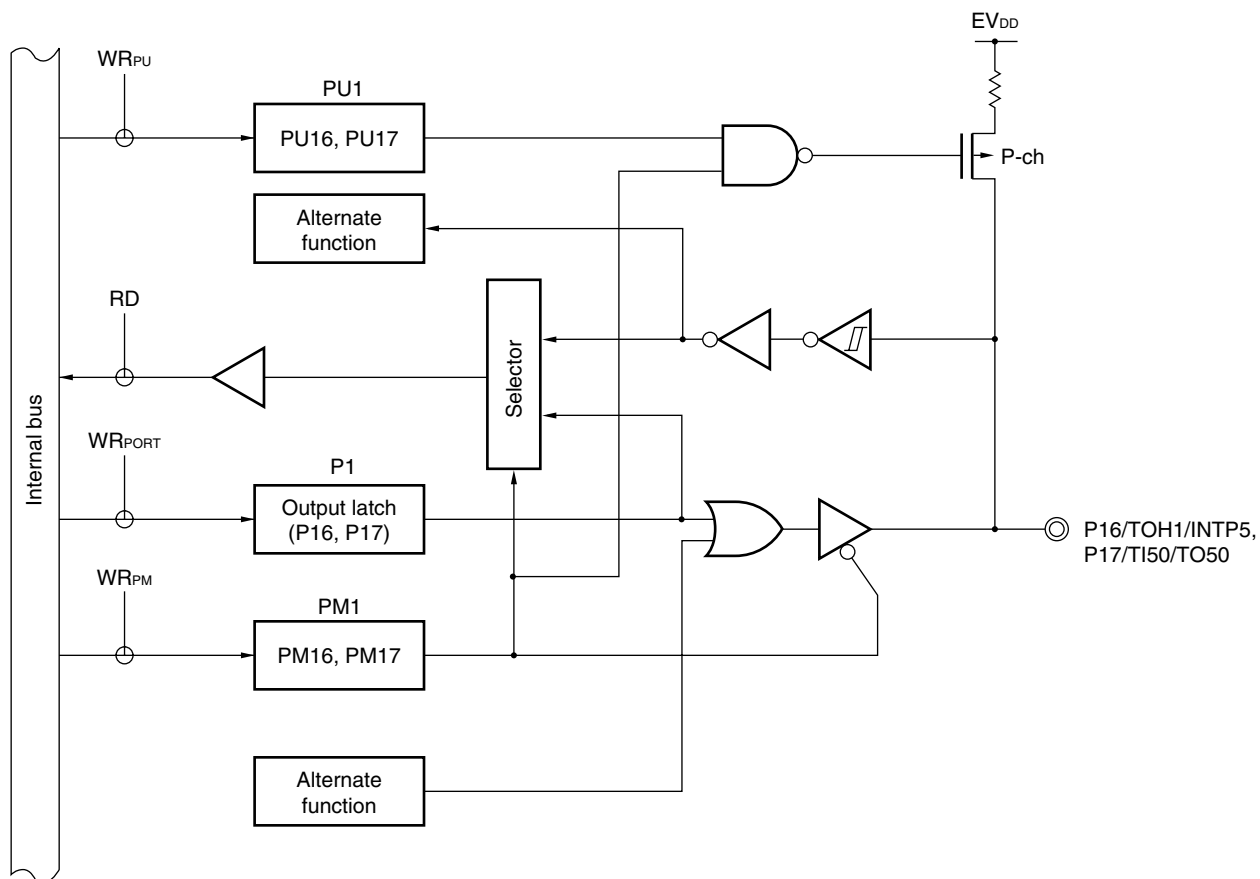 EVDD
WRPU
PU1
PU16, PU17
P-ch
Alternate
function
RD
Selector
Internal bus
WRPORT
P1
Output latch
(P16, P17)
P16/TOH1/INTP5,
P17/TI50/TO50
WRPM
PM1
PM16, PM17
Alternate
function